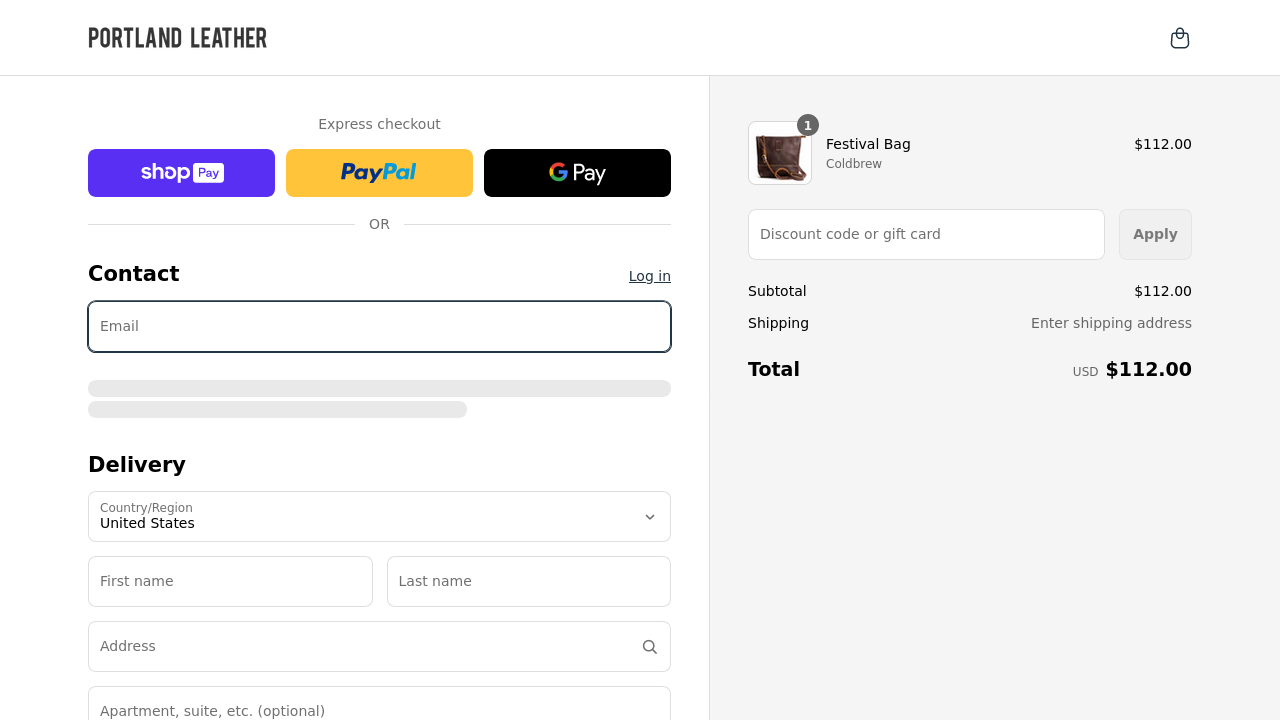 PORTLAND LEATHER
Express checkout
shop Pay
PayPal
G Pay
OR
Contact
Log in
Email
Delivery
Country/Region
United States
First name
Last name
Address
Apartment, suite, etc. (optional)
1
Festival Bag
$112.00
Coldbrew
Discount code or gift card
Apply
Subtotal
$112.00
Shipping
Enter shipping address
Total
USD $112.00